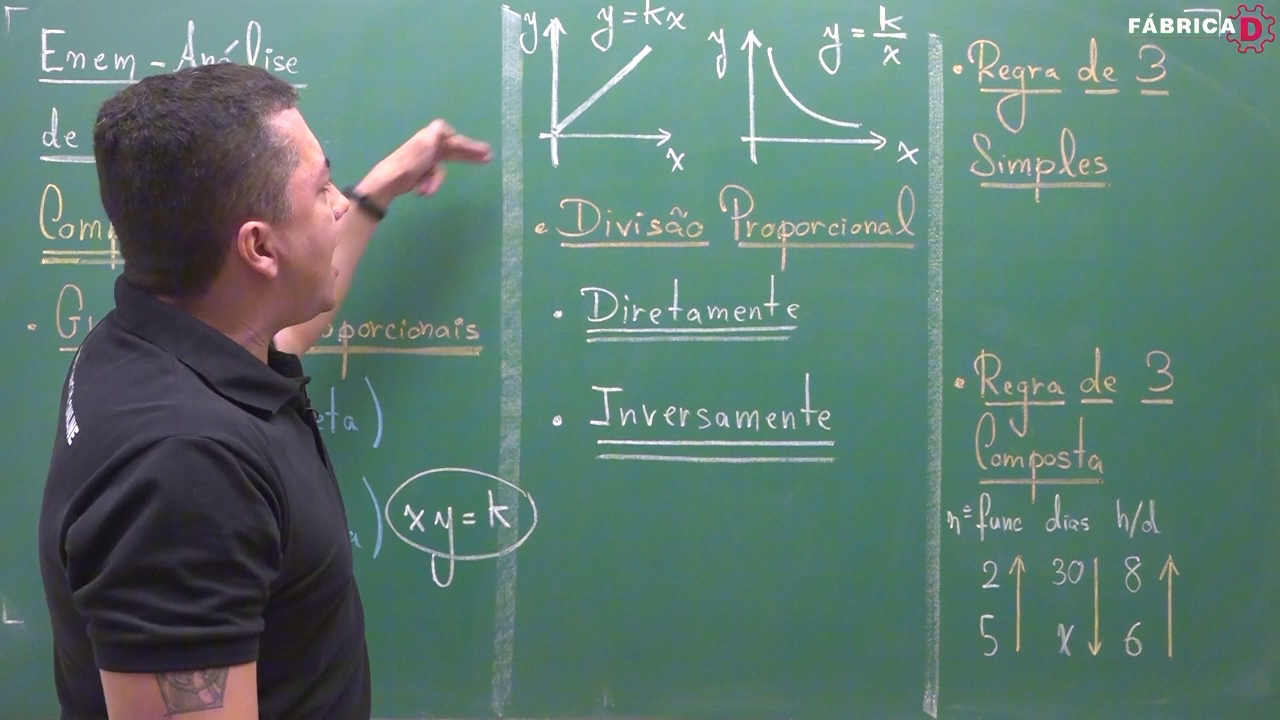 Enem - Análise
de
y
y = kx
x
y
y = k/x
x
• Divisão Proporcional
• Diretamente
• Inversamente
xy = k
FÁBRICA D
• Regra de 3
Simples
• Regra de 3
Composta
nº func dias h/d
2 30 8
5 x 6